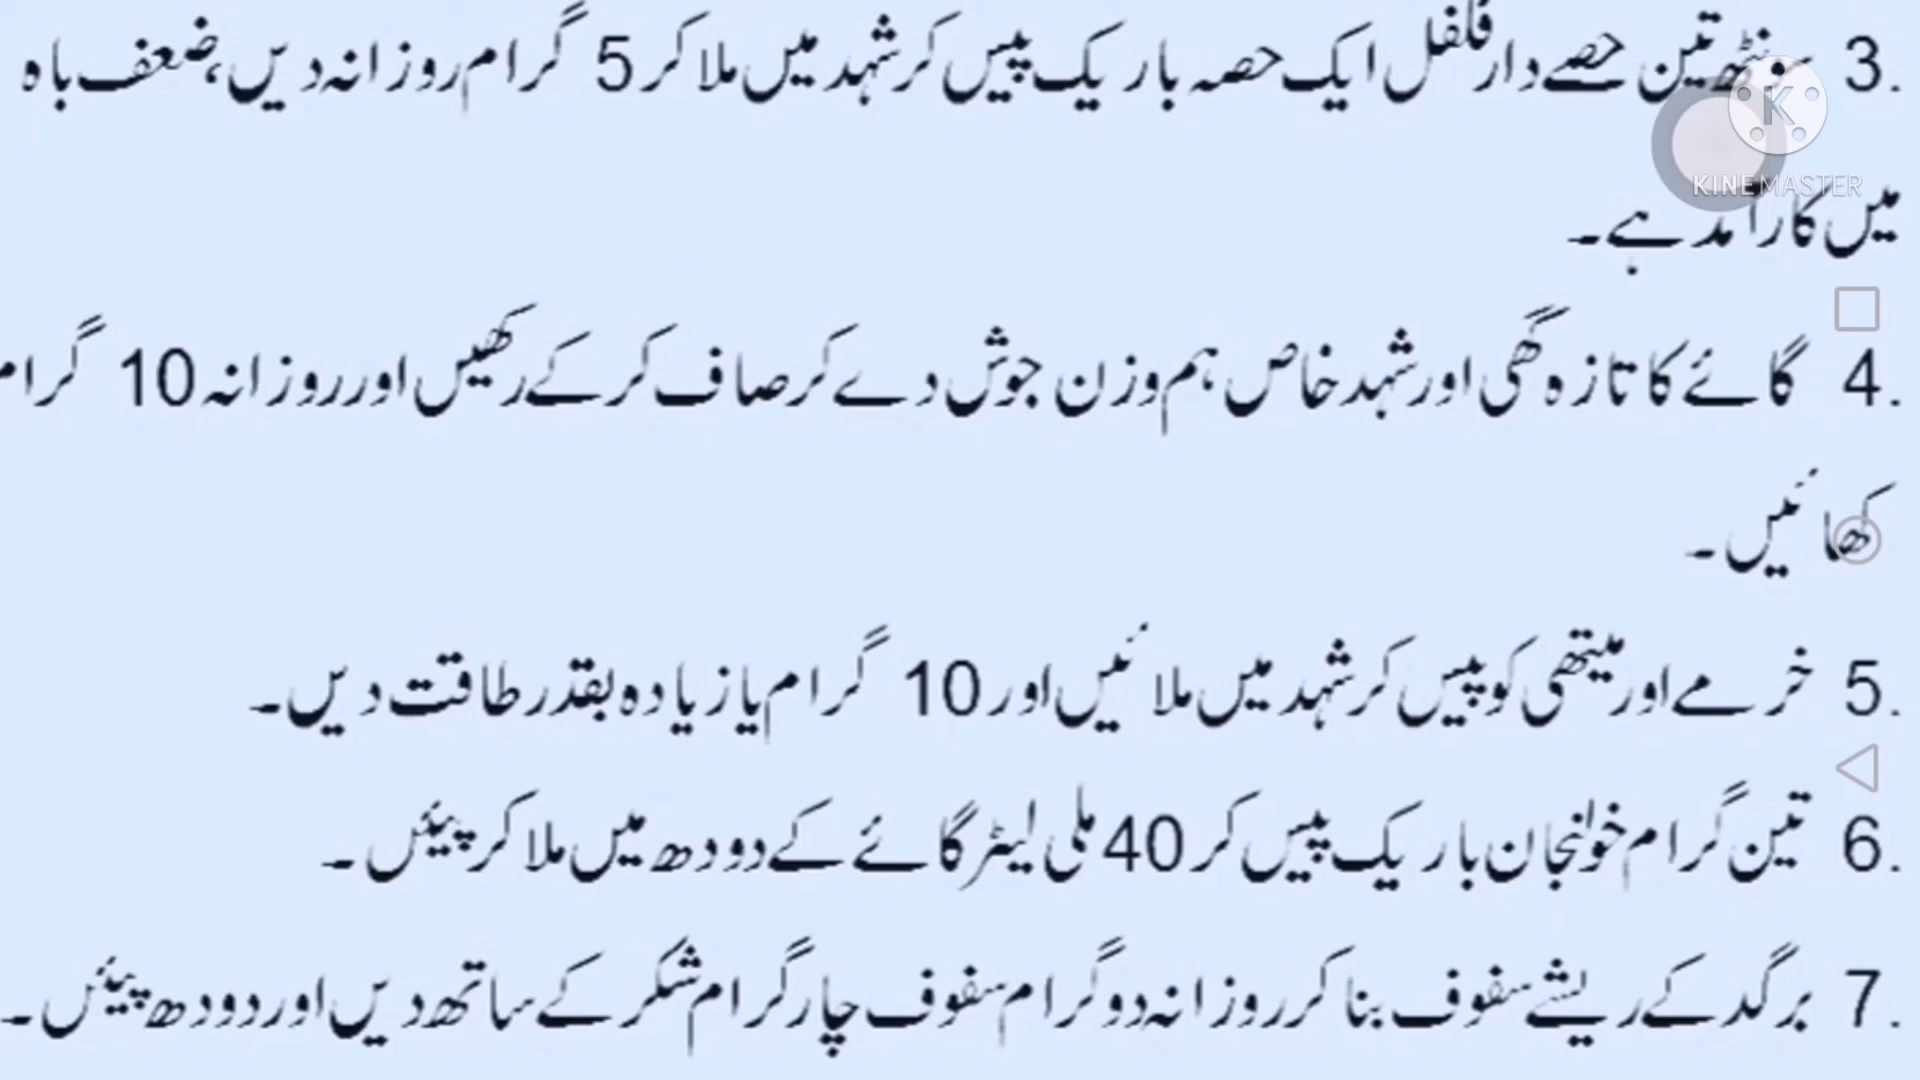 3. سونٹھ تین حصے دار فلفل ایک حصہ باریک پیس کر شہد میں ملا کر 5 گرام روزانہ دیں، ضعف باہ
KINEMASTER
میں کارآمد ہے۔
4. گائے کا تازہ گھی اور شہد خاص ہم وزن جوش دے کر صاف کر کے رکھیں اور روزانہ 10 گرام
کھائیں۔
5. خرمے اور میتھی کو پیس کر شہد میں ملائیں اور 10 گرام یا زیادہ بقدر طاقت دیں۔
6. تین گرام خولنجان باریک پیس کر 40 ملی لیٹر گائے کے دودھ میں ملا کر پیئں۔
7. برگد کے ریشے سفوف بنا کر روزانہ دو گرام سفوف چار گرام شکر کے ساتھ دیں اور دودھ پیئں۔